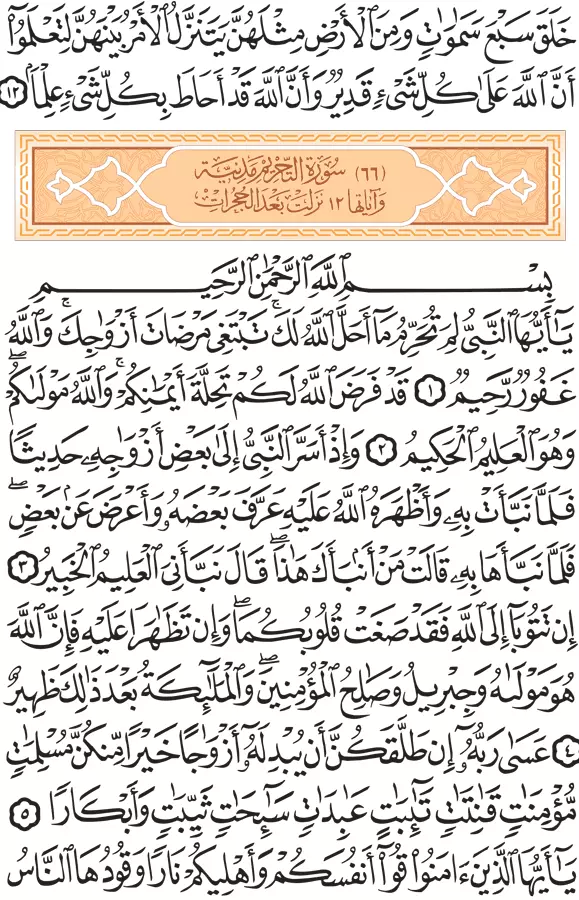 خَلَقَ سَبْعَ سَمَٰوَٰتٍ وَمِنَ ٱلْأَرْضِ مِثْلَهُنَّ يَتَنَزَّلُ ٱلْأَمْرُ بَيْنَهُنَّ لِتَعْلَمُوٓا۟
أَنَّ ٱللَّهَ عَلَىٰ كُلِّ شَىْءٍ قَدِيرٌ وَأَنَّ ٱللَّهَ قَدْ أَحَاطَ بِكُلِّ شَىْءٍ عِلْمًۢا ١٢
(٦٦) سُورَةُ التَّحْرِيمِ مَدَنِيَّة
وَآيَاتُهَا ١٢ نَزَلَتْ بَعْدَ الحُجُرَاتِ
بِسْمِ ٱللَّهِ ٱلرَّحْمَٰنِ ٱلرَّحِيمِ
يَٰٓأَيُّهَا ٱلنَّبِىُّ لِمَ تُحَرِّمُ مَآ أَحَلَّ ٱللَّهُ لَكَ ۖ تَبْتَغِى مَرْضَاتَ أَزْوَٰجِكَ ۚ وَٱللَّهُ
غَفُورٌ رَّحِيمٌ ١ قَدْ فَرَضَ ٱللَّهُ لَكُمْ تَحِلَّةَ أَيْمَٰنِكُمْ ۚ وَٱللَّهُ مَوْلَىٰكُمْ ۖ
وَهُوَ ٱلْعَلِيمُ ٱلْحَكِيمُ ٢ وَإِذْ أَسَرَّ ٱلنَّبِىُّ إِلَىٰ بَعْضِ أَزْوَٰجِهِۦ حَدِيثًا
فَلَمَّا نَبَّأَتْ بِهِۦ وَأَظْهَرَهُ ٱللَّهُ عَلَيْهِ عَرَّفَ بَعْضَهُۥ وَأَعْرَضَ عَنۢ بَعْضٍ ۖ
فَلَمَّا نَبَّأَهَا بِهِۦ قَالَتْ مَنْ أَنۢبَأَكَ هَٰذَا ۖ قَالَ نَبَّأَنِىَ ٱلْعَلِيمُ ٱلْخَبِيرُ ٣
إِن تَتُوبَآ إِلَى ٱللَّهِ فَقَدْ صَغَتْ قُلُوبُكُمَا ۖ وَإِن تَظَٰهَرَا عَلَيْهِ فَإِنَّ ٱللَّهَ
هُوَ مَوْلَىٰهُ وَجِبْرِيلُ وَصَٰلِحُ ٱلْمُؤْمِنِينَ ۖ وَٱلْمَلَٰٓئِكَةُ بَعْدَ ذَٰلِكَ ظَهِيرٌ
٤ عَسَىٰ رَبُّهُۥٓ إِن طَلَّقَكُنَّ أَن يُبْدِلَهُۥٓ أَزْوَٰجًا خَيْرًا مِّنكُنَّ مُسْلِمَٰتٍ
مُّؤْمِنَٰتٍ قَٰنِتَٰتٍ تَٰٓئِبَٰتٍ عَٰبِدَٰتٍ سَٰٓئِحَٰتٍ ثَيِّبَٰتٍ وَأَبْكَارًا ٥
يَٰٓأَيُّهَا ٱلَّذِينَ ءَامَنُوا۟ قُوٓا۟ أَنفُسَكُمْ وَأَهْلِيكُمْ نَارًا وَقُودُهَا ٱلنَّاسُ